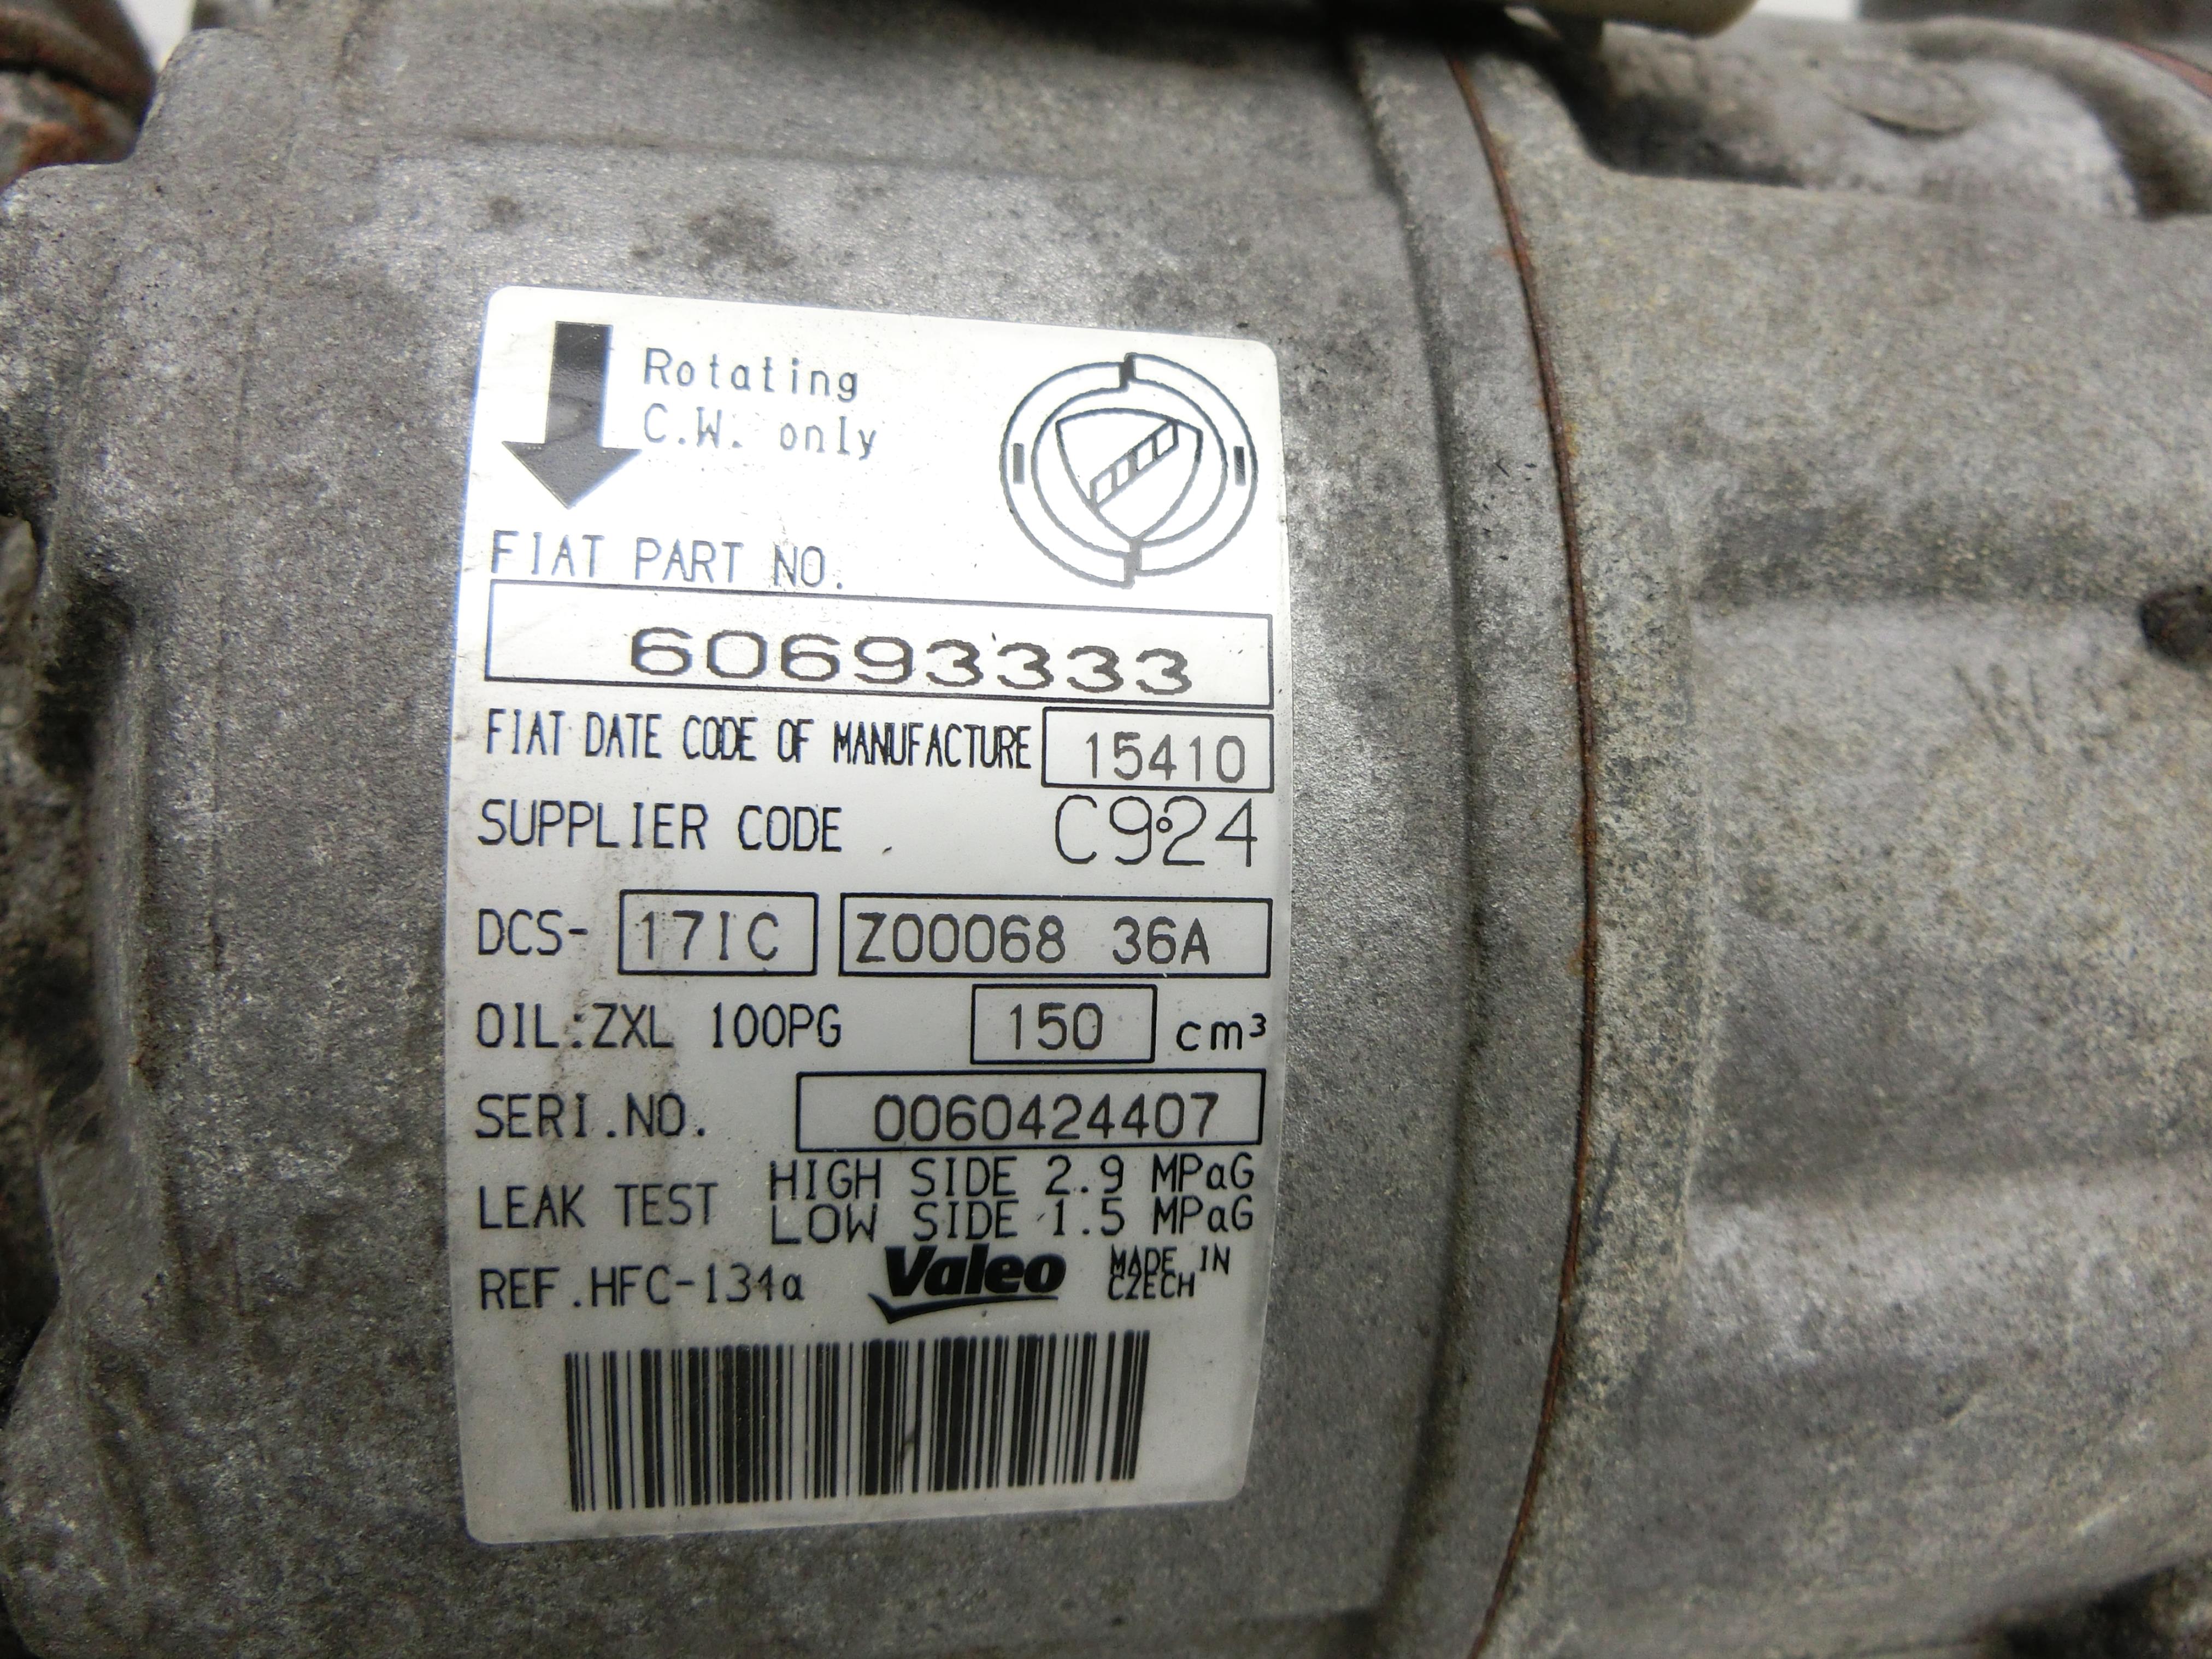 Rotating
C.W. only
FIAT PART NO.
60693333
FIAT DATE CODE OF MANUFACTURE 15410
SUPPLIER CODE C924
DCS- 17IC Z00068 36A
OIL:ZXL 100PG 150 cm³
SERI.NO. 0060424407
LEAK TEST HIGH SIDE 2.9 MPaG
LOW SIDE 1.5 MPaG
REF.HFC-134a Valeo MADE IN
CZECH